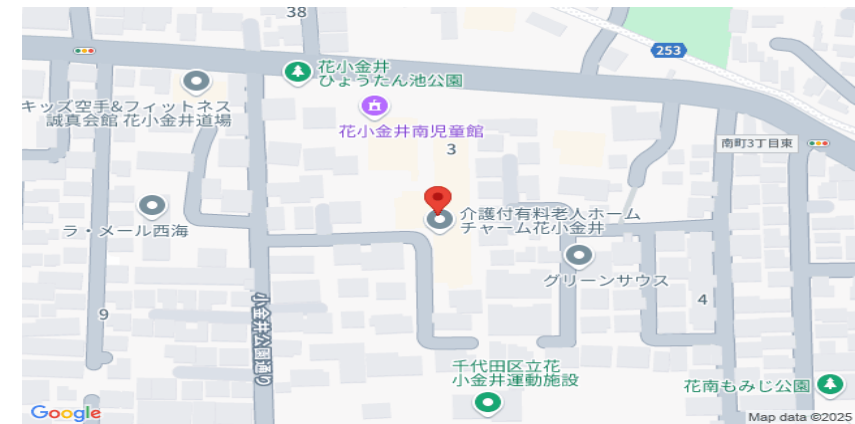 38
253
花小金井
ひょうたん池公園
キッズ空手&フィットネス
誠真会館 花小金井道場
花小金井南児童館
3
南町3丁目東
介護付有料老人ホーム
チャーム花小金井
ラ・メール西海
グリーンサウス
9
小金井公園通り
4
千代田区立花
小金井運動施設
花南もみじ公園
Google
Map data ©2025